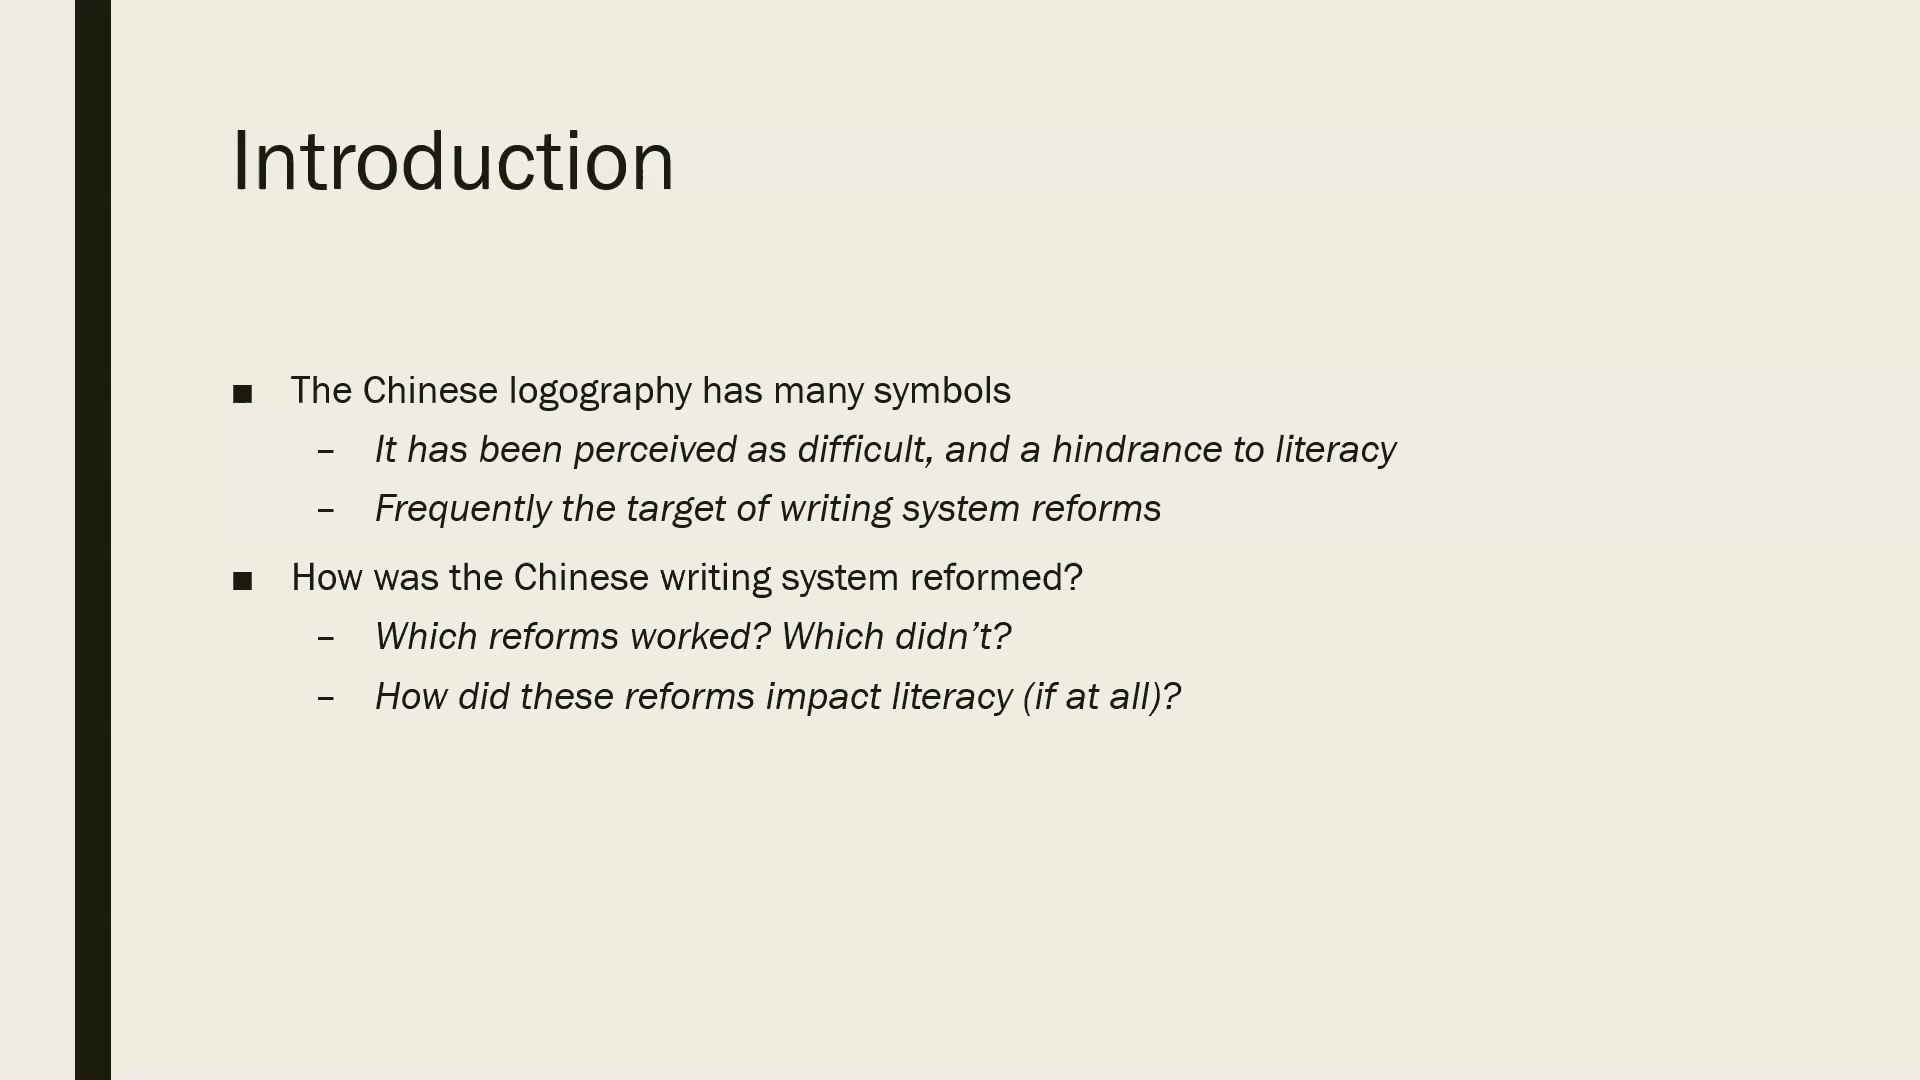 Introduction
■ The Chinese logography has many symbols
– It has been perceived as difficult, and a hindrance to literacy
– Frequently the target of writing system reforms
■ How was the Chinese writing system reformed?
– Which reforms worked? Which didn’t?
– How did these reforms impact literacy (if at all)?